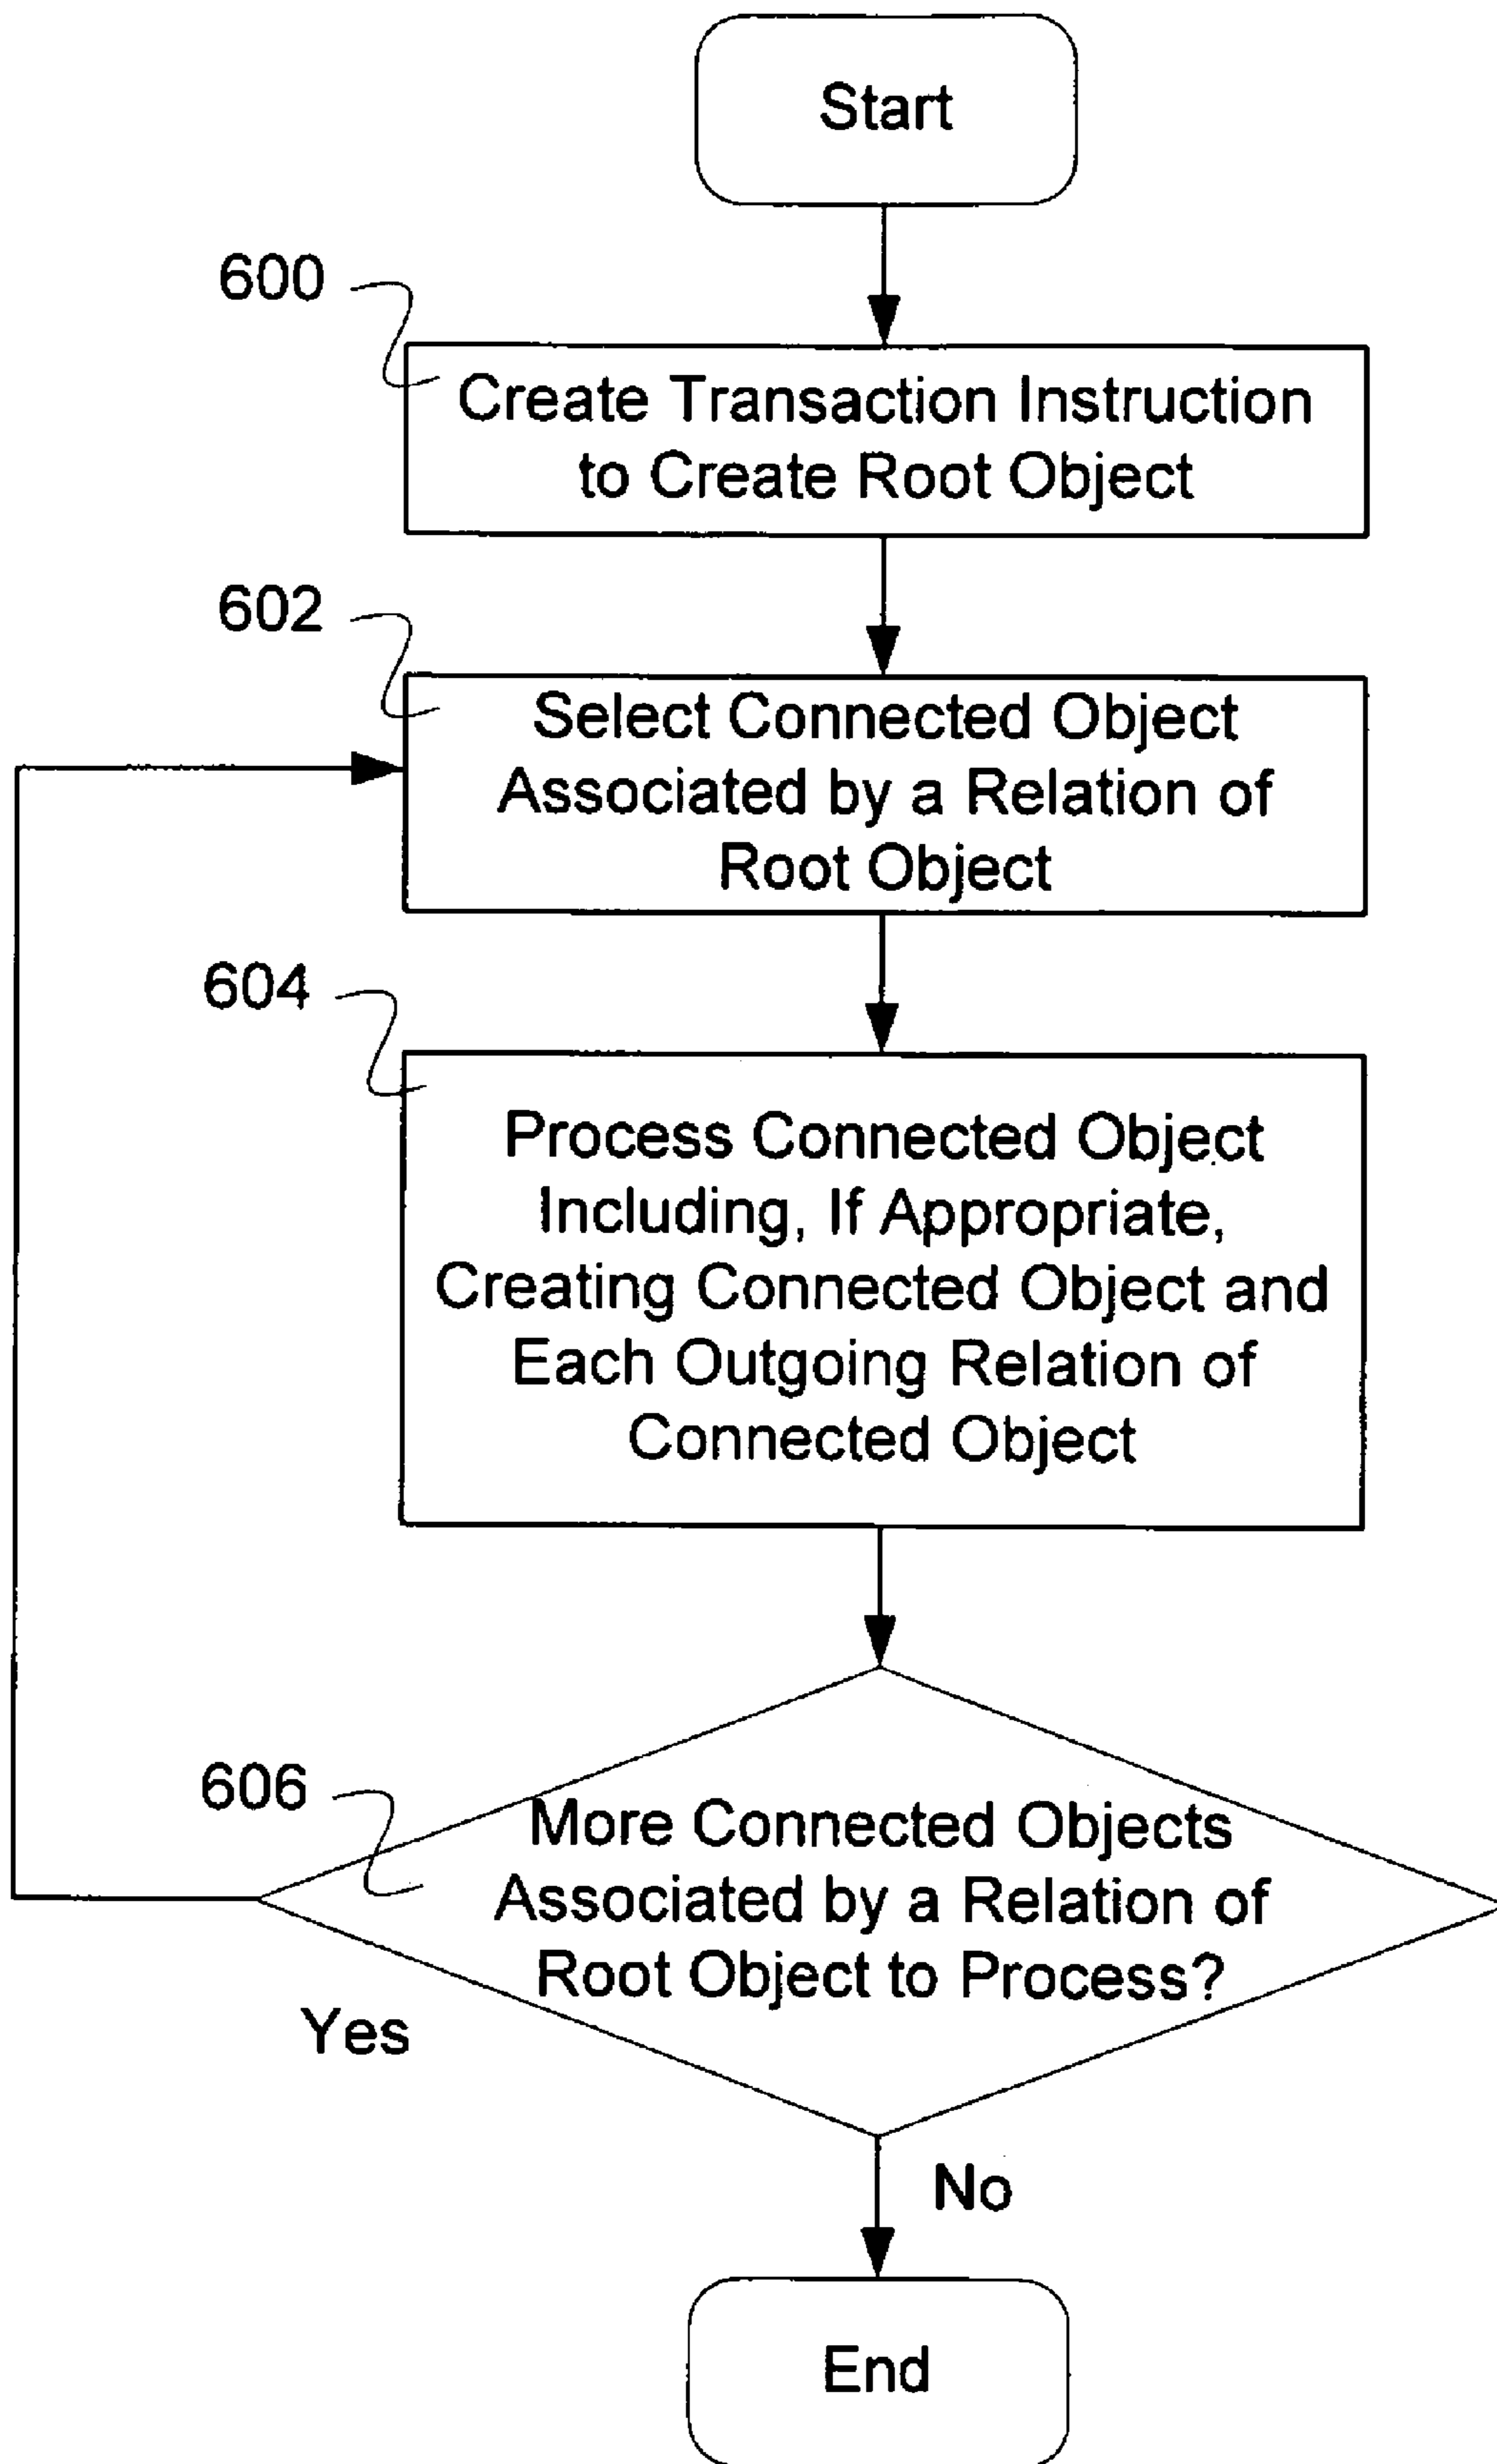 Start
600
Create Transaction Instruction
to Create Root Object
602
Select Connected Object
Associated by a Relation of
Root Object
604
Process Connected Object
Including, If Appropriate,
Creating Connected Object and
Each Outgoing Relation of
Connected Object
606
More Connected Objects
Associated by a Relation of
Root Object to Process?
Yes
No
End